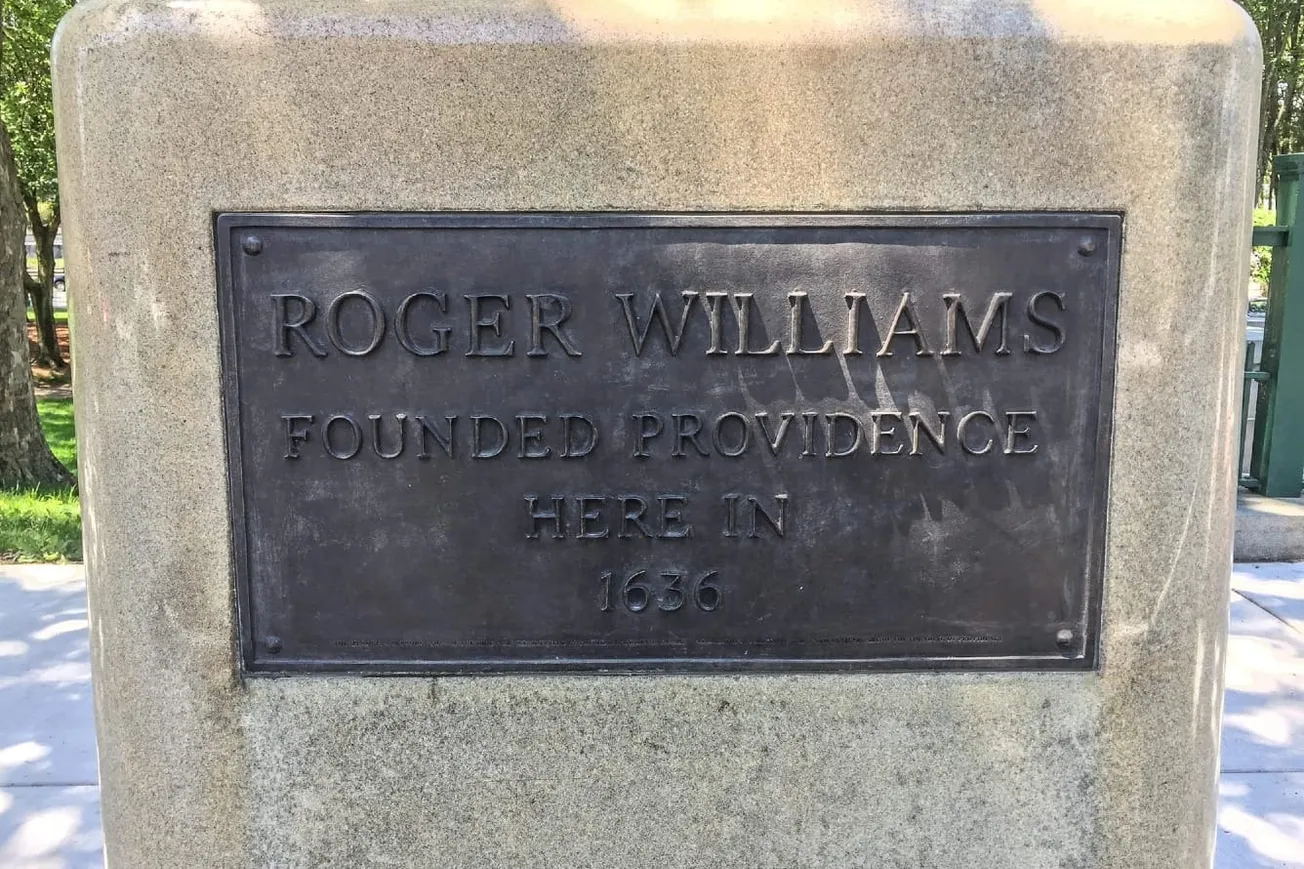 ROGER WILLIAMS
FOUNDED PROVIDENCE
HERE IN
1636